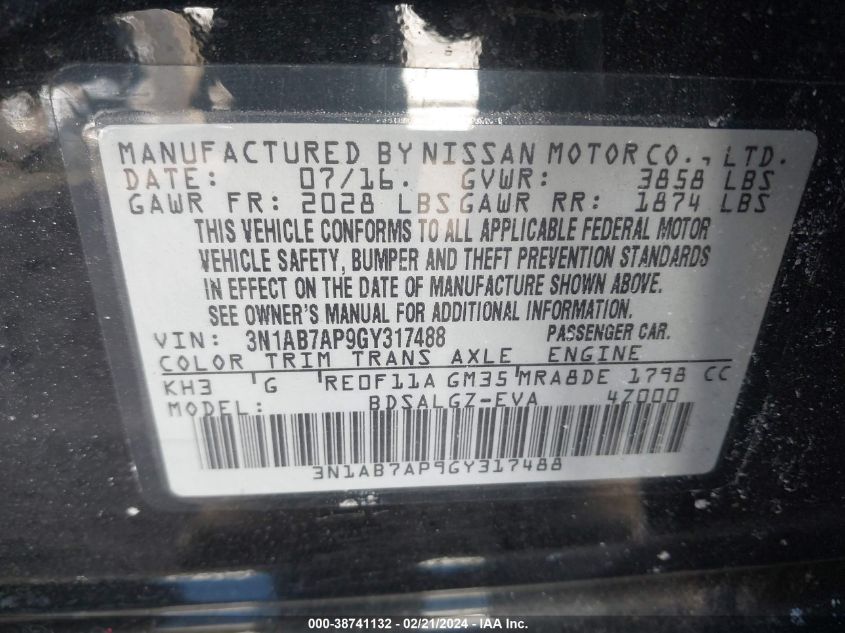 MANUFACTURED BY NISSAN MOTOR CO., LTD.
DATE: 07/16. GVWR: 3858 LBS
GAWR FR: 2028 LBS GAWR RR: 1874 LBS
THIS VEHICLE CONFORMS TO ALL APPLICABLE FEDERAL MOTOR
VEHICLE SAFETY, BUMPER AND THEFT PREVENTION STANDARDS
IN EFFECT ON THE DATE OF MANUFACTURE SHOWN ABOVE.
SEE OWNER'S MANUAL FOR ADDITIONAL INFORMATION.
VIN: 3N1AB7AP9GY317488 PASSENGER CAR.
COLOR TRIM TRANS AXLE ENGINE
KH3 G RE0F11A GM35 MRA8DE 1798 CC
MODEL: BDSALGZ-EVA 47000
3N1AB7AP9GY317488
000-38741132 - 02/21/2024 - IAA Inc.